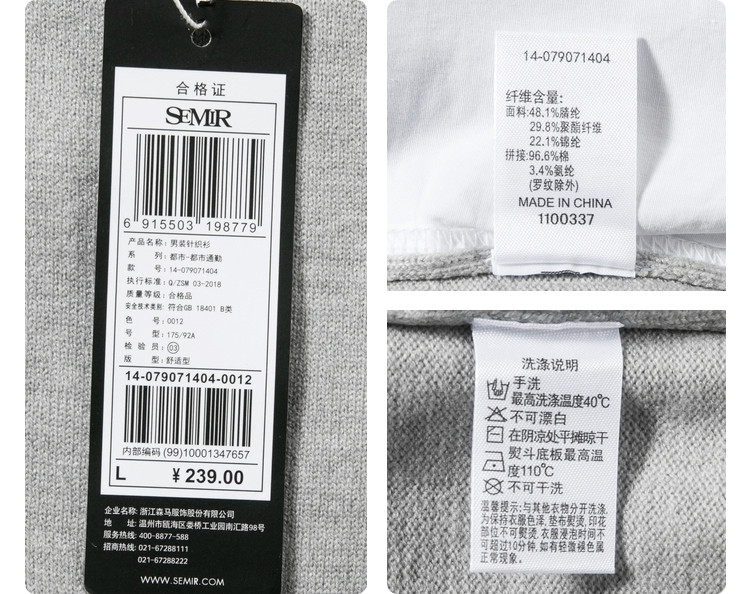 合格证
SEMIR
6 915503 198779
产品名称: 男装针织衫
系 列: 都市-都市通勤
款 号: 14-079071404
执行标准: Q/ZSM 03-2018
质量等级: 合格品
安全技术类别: 符合GB 18401 B类
色 号: 0012
号 型: 175/92A
检 验 员: 03
版 型: 舒适型
14-079071404-0012
内部编码(99)10001347657
L ¥239.00
企业名称: 浙江森马服饰股份有限公司
地 址: 温州市瓯海区娄桥工业园南汇路98号
服务热线: 400-8877-588
招商热线: 021-67288111
021-67288222
WWW.SEMIR.COM
14-079071404
纤维含量:
面料:48.1%腈纶
29.8%聚酯纤维
22.1%锦纶
拼接:96.6%棉
3.4%氨纶
(罗纹除外)
MADE IN CHINA
1100337
洗涤说明
手洗
最高洗涤温度40℃
不可漂白
在阴凉处平摊晾干
熨斗底板最高温
度110℃
不可干洗
温馨提示: 与其他衣物分开洗涤,
为保持衣服色泽, 垫布熨烫, 印花
部位不可熨烫, 衣服浸泡时间不
可超过10分钟, 如有轻微褪色属
正常现象。